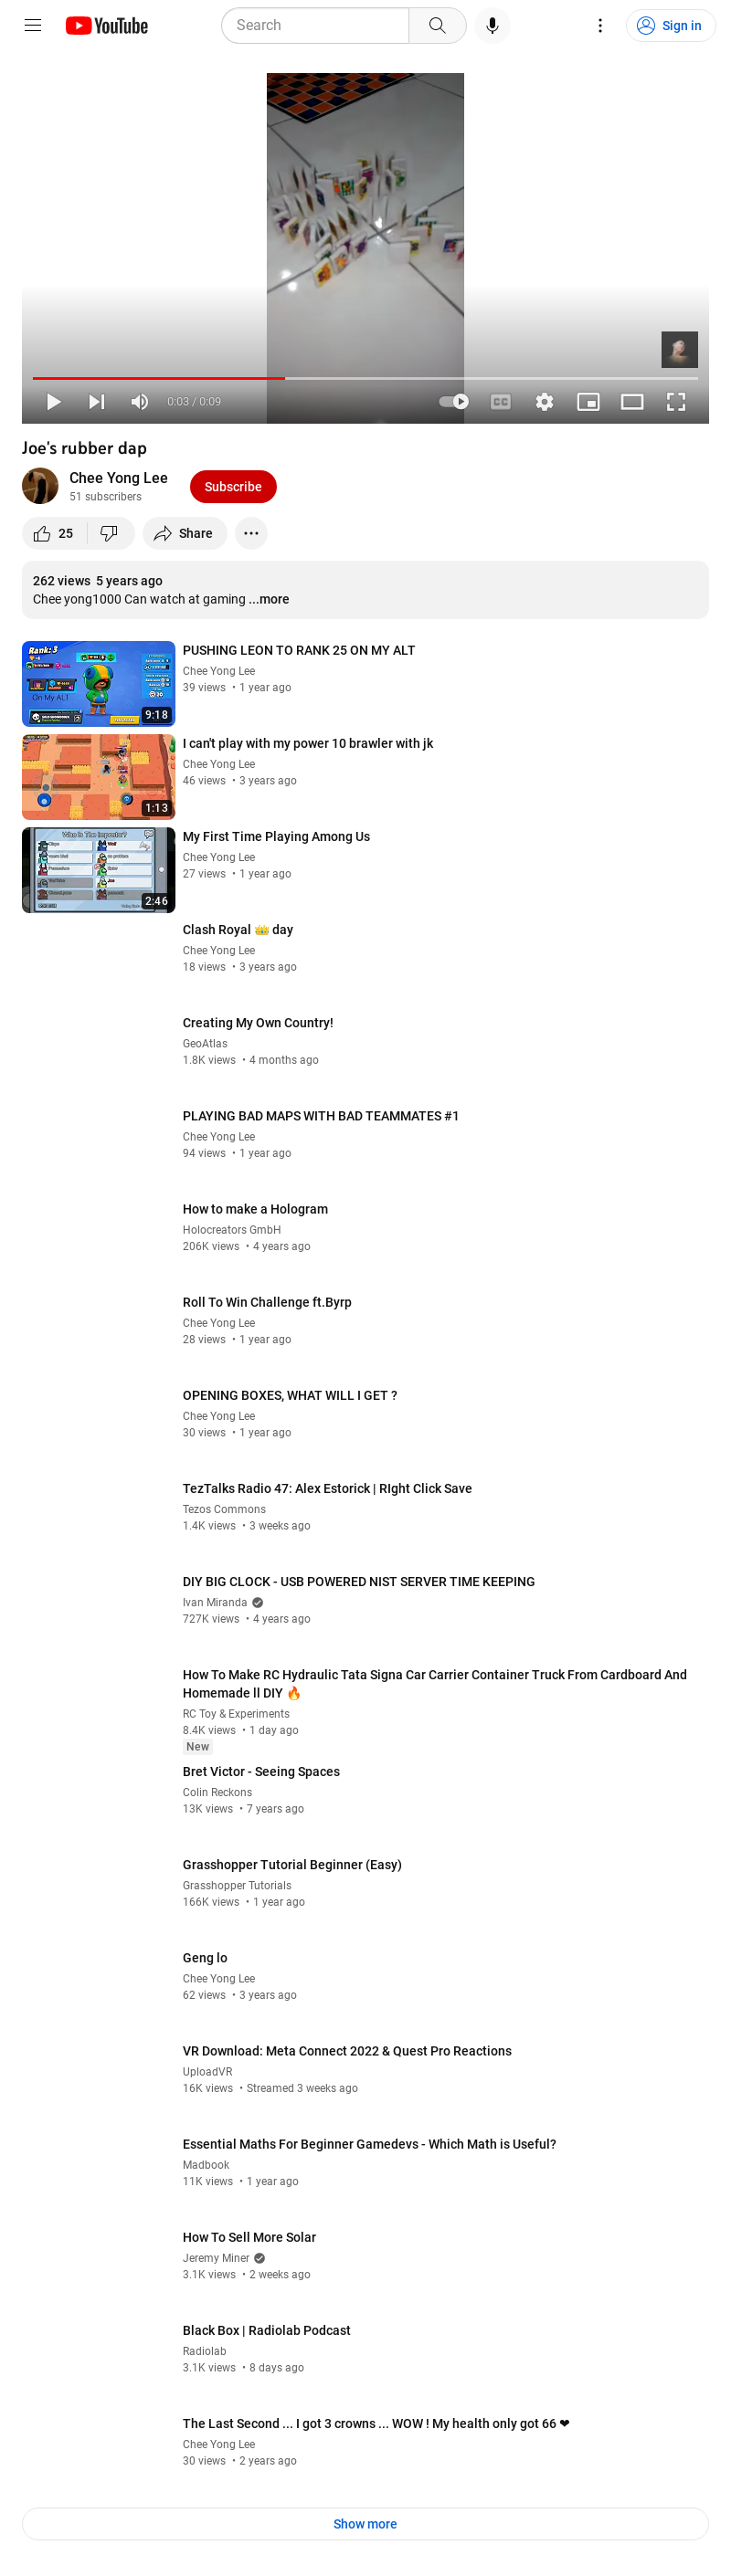 YouTube
Search
Sign in
0:03 / 0:09
CC
Joe's rubber dap
Chee Yong Lee
51 subscribers
Subscribe
25
Share
262 views 5 years ago
Chee yong1000 Can watch at gaming ...more
Rank: 3
On My ALT
9:18
PUSHING LEON TO RANK 25 ON MY ALT
Chee Yong Lee
39 views • 1 year ago
1:13
I can't play with my power 10 brawler with jk
Chee Yong Lee
46 views • 3 years ago
Who Is The Impostor?
2:46
My First Time Playing Among Us
Chee Yong Lee
27 views • 1 year ago
Clash Royal 👑 day
Chee Yong Lee
18 views • 3 years ago
Creating My Own Country!
GeoAtlas
1.8K views • 4 months ago
PLAYING BAD MAPS WITH BAD TEAMMATES #1
Chee Yong Lee
94 views • 1 year ago
How to make a Hologram
Holocreators GmbH
206K views • 4 years ago
Roll To Win Challenge ft.Byrp
Chee Yong Lee
28 views • 1 year ago
OPENING BOXES, WHAT WILL I GET ?
Chee Yong Lee
30 views • 1 year ago
TezTalks Radio 47: Alex Estorick | RIght Click Save
Tezos Commons
1.4K views • 3 weeks ago
DIY BIG CLOCK - USB POWERED NIST SERVER TIME KEEPING
Ivan Miranda
727K views • 4 years ago
How To Make RC Hydraulic Tata Signa Car Carrier Container Truck From Cardboard And
Homemade ll DIY 🔥
RC Toy & Experiments
8.4K views • 1 day ago
New
Bret Victor - Seeing Spaces
Colin Reckons
13K views • 7 years ago
Grasshopper Tutorial Beginner (Easy)
Grasshopper Tutorials
166K views • 1 year ago
Geng lo
Chee Yong Lee
62 views • 3 years ago
VR Download: Meta Connect 2022 & Quest Pro Reactions
UploadVR
16K views • Streamed 3 weeks ago
Essential Maths For Beginner Gamedevs - Which Math is Useful?
Madbook
11K views • 1 year ago
How To Sell More Solar
Jeremy Miner
3.1K views • 2 weeks ago
Black Box | Radiolab Podcast
Radiolab
3.1K views • 8 days ago
The Last Second ... I got 3 crowns ... WOW ! My health only got 66 ❤
Chee Yong Lee
30 views • 2 years ago
Show more